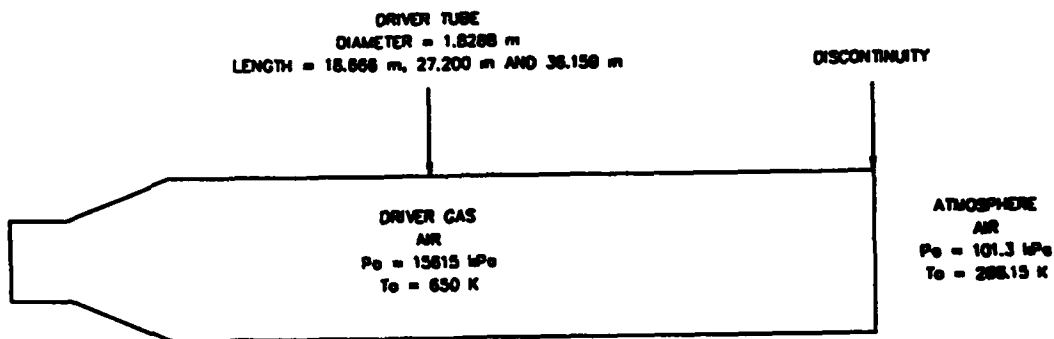 DRIVER TUBE
DIAMETER = 1.8288 m
LENGTH = 18.666 m, 27.200 m AND 36.159 m
DISCONTINUITY
DRIVER GAS
AIR
Po = 15615 kPa
To = 650 K
ATMOSPHERE
AIR
Po = 101.3 kPa
To = 288.15 K